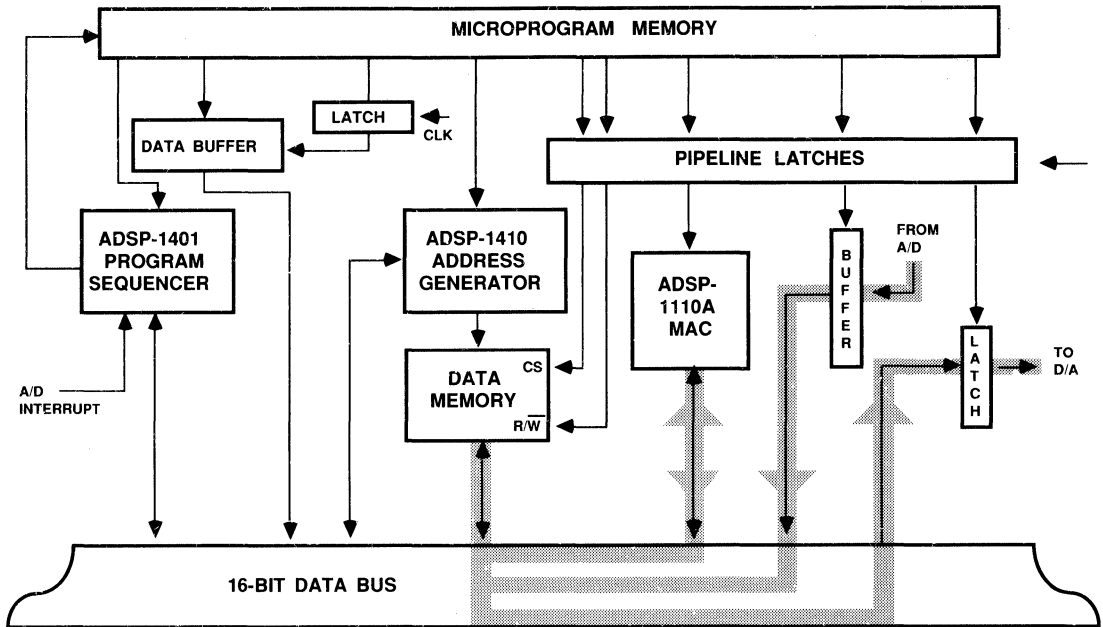 MICROPROGRAM MEMORY
LATCH
CLK
DATA BUFFER
PIPELINE LATCHES
ADSP-1401
PROGRAM
SEQUENCER
ADSP-1410
ADDRESS
GENERATOR
ADSP-
1110A
MAC
BUFFER
FROM
A/D
LATCH
TO
D/A
A/D
INTERRUPT
CS
DATA
MEMORY
R/W̅
16-BIT DATA BUS